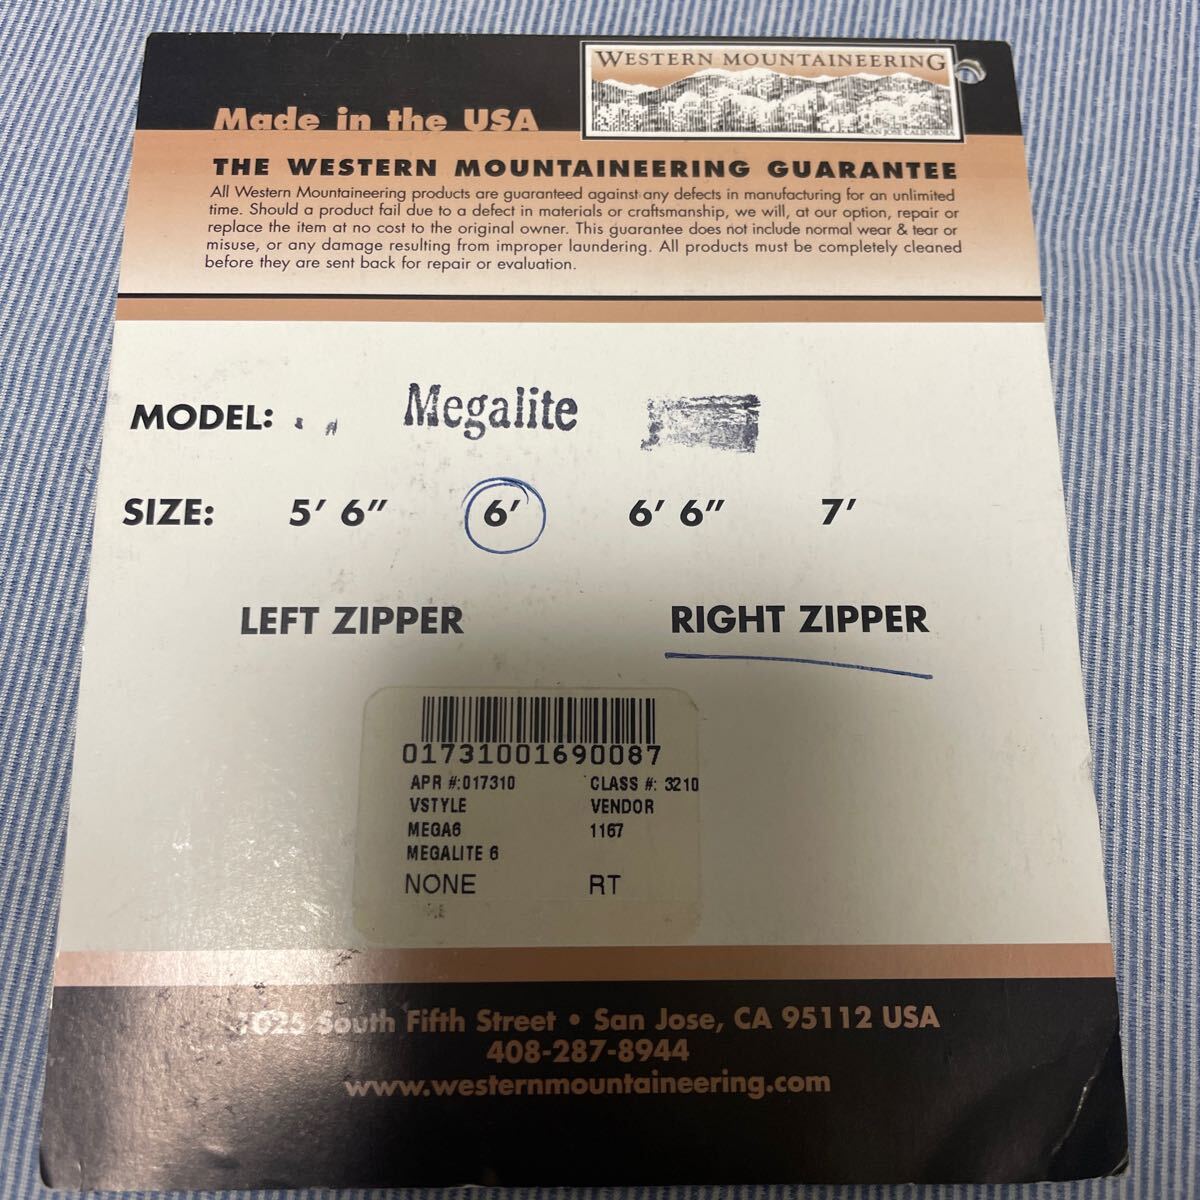 WESTERN MOUNTAINEERING
SAN JOSE CALIFORNIA
Made in the USA
THE WESTERN MOUNTAINEERING GUARANTEE
All Western Mountaineering products are guaranteed against any defects in manufacturing for an unlimited
time. Should a product fail due to a defect in materials or craftsmanship, we will, at our option, repair or
replace the item at no cost to the original owner. This guarantee does not include normal wear & tear or
misuse, or any damage resulting from improper laundering. All products must be completely cleaned
before they are sent back for repair or evaluation.
MODEL: Megalite
SIZE: 5′ 6″ 6′ 6′ 6″ 7′
LEFT ZIPPER RIGHT ZIPPER
01731001690087
APR #:017310 CLASS #: 3210
VSTYLE VENDOR
MEGA6 1167
MEGALITE 6
NONE RT
1025 South Fifth Street • San Jose, CA 95112 USA
408-287-8944
www.westernmountaineering.com